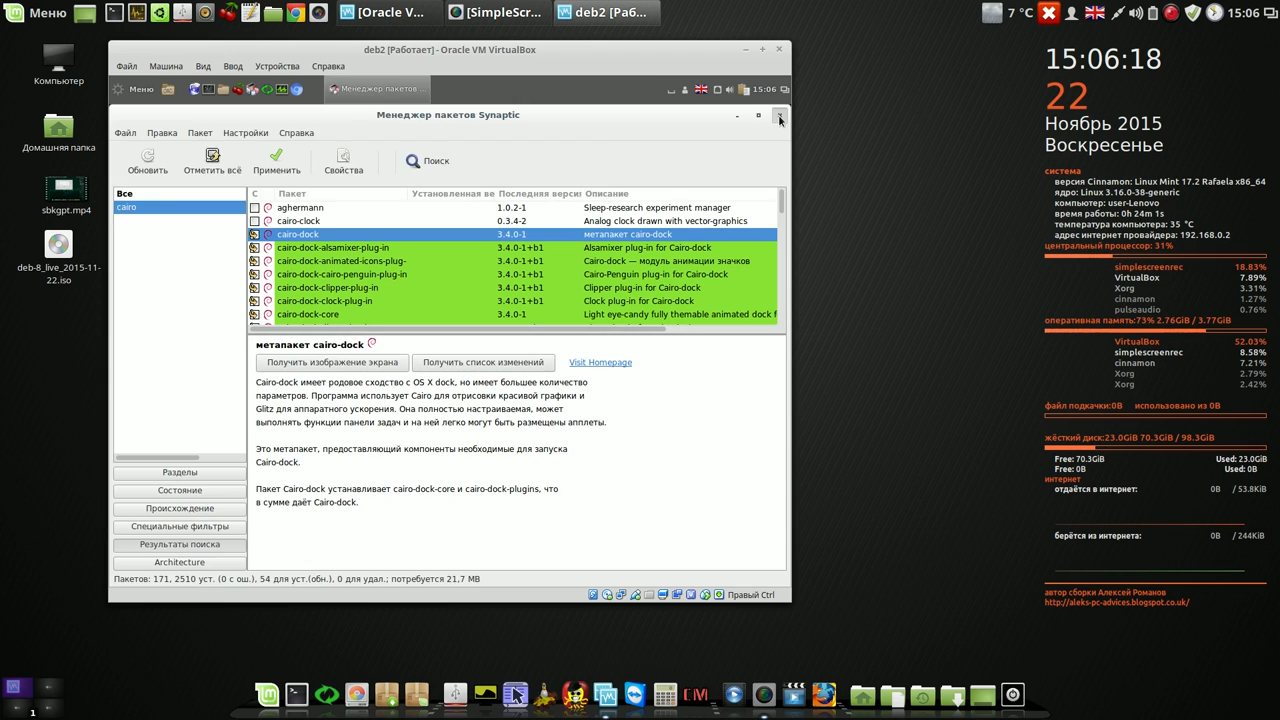 Меню
[Oracle V...
[SimpleScr...
deb2 [Раб...
7 °C
15:06
Компьютер
Домашняя папка
sbkgpt.mp4
deb-8_live_2015-11-
22.iso
deb2 [Работает] - Oracle VM VirtualBox
Файл Машина Вид Ввод Устройства Справка
Меню
Менеджер пакетов ...
15:06
Менеджер пакетов Synaptic
Файл Правка Пакет Настройки Справка
Обновить Отметить всё Применить Свойства Поиск
Все
cairo
С Пакет Установленная ве Последняя версия Описание
aghermann 1.0.2-1 Sleep-research experiment manager
cairo-clock 0.3.4-2 Analog clock drawn with vector-graphics
cairo-dock 3.4.0-1 метапакет cairo-dock
cairo-dock-alsamixer-plug-in 3.4.0-1+b1 Alsamixer plug-in for Cairo-dock
cairo-dock-animated-icons-plug- 3.4.0-1+b1 Cairo-dock — модуль анимации значков
cairo-dock-cairo-penguin-plug-in 3.4.0-1+b1 Cairo-Penguin plug-in for Cairo-dock
cairo-dock-clipper-plug-in 3.4.0-1+b1 Clipper plug-in for Cairo-dock
cairo-dock-clock-plug-in 3.4.0-1+b1 Clock plug-in for Cairo-dock
cairo-dock-core 3.4.0-1 Light eye-candy fully themable animated dock f
метапакет cairo-dock
Получить изображение экрана Получить список изменений Visit Homepage
Cairo-dock имеет родовое сходство с OS X dock, но имеет большее количество
параметров. Программа использует Cairo для отрисовки красивой графики и
Glitz для аппаратного ускорения. Она полностью настраиваемая, может
выполнять функции панели задач и на ней легко могут быть размещены апплеты.
Это метапакет, предоставляющий компоненты необходимые для запуска
Cairo-dock.
Пакет Cairo-dock устанавливает cairo-dock-core и cairo-dock-plugins, что
в сумме даёт Cairo-dock.
Разделы
Состояние
Происхождение
Специальные фильтры
Результаты поиска
Architecture
Пакетов: 171, 2510 уст. (0 с ош.), 54 для уст.(обн.), 0 для удал.; потребуется 21,7 MB
Правый Ctrl
15:06:18
22
Ноябрь 2015
Воскресенье
система
версия Cinnamon: Linux Mint 17.2 Rafaela x86_64
ядро: Linux 3.16.0-38-generic
компьютер: user-Lenovo
время работы: 0h 24m 1s
температура компьютера: 35 °C
адрес интернет провайдера: 192.168.0.2
центральный процессор: 31%
simplescreenrec 18.83%
VirtualBox 7.89%
Xorg 3.31%
cinnamon 1.27%
pulseaudio 0.76%
оперативная память:73% 2.76GiB / 3.77GiB
VirtualBox 52.03%
simplescreenrec 8.58%
cinnamon 7.21%
Xorg 2.79%
Xorg 2.42%
файл подкачки:0B использовано из 0B
жёсткий диск:23.0GiB 70.3GiB / 98.3GiB
Free: 70.3GiB Used: 23.0GiB
Free: 0B Used: 0B
интернет
отдаётся в интернет: 0B / 53.8KiB
берётся из интернета: 0B / 244KiB
автор сборки Алексей Романов
http://aleks-pc-advices.blogspot.co.uk/
1